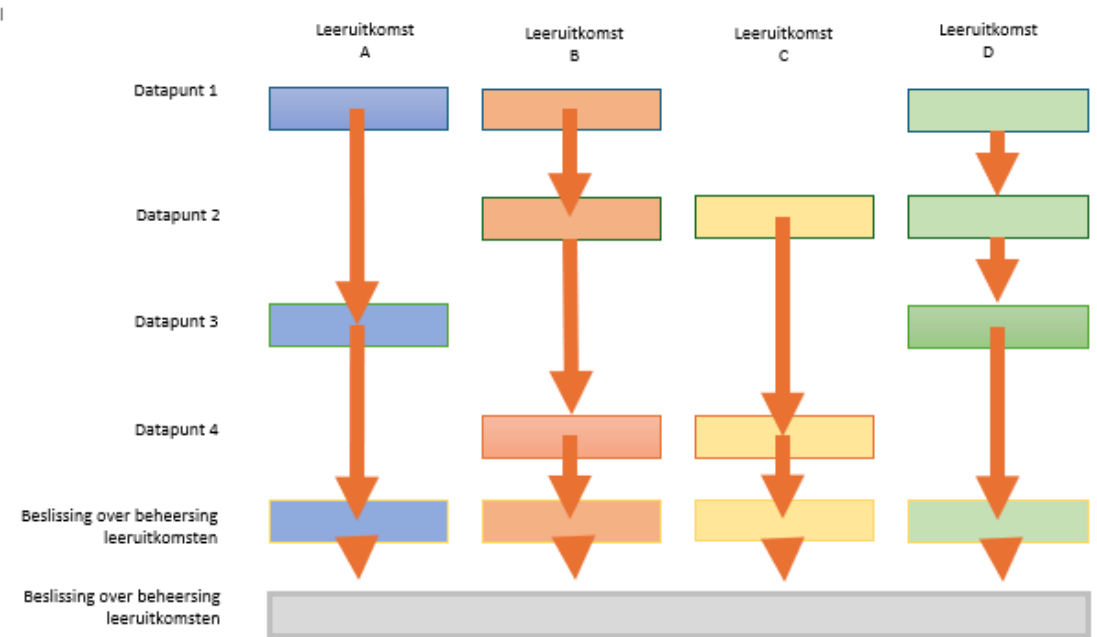 Leeruitkomst
A
Leeruitkomst
B
Leeruitkomst
C
Leeruitkomst
D
Datapunt 1
Datapunt 2
Datapunt 3
Datapunt 4
Beslissing over beheersing
leeruitkomsten
Beslissing over beheersing
leeruitkomsten